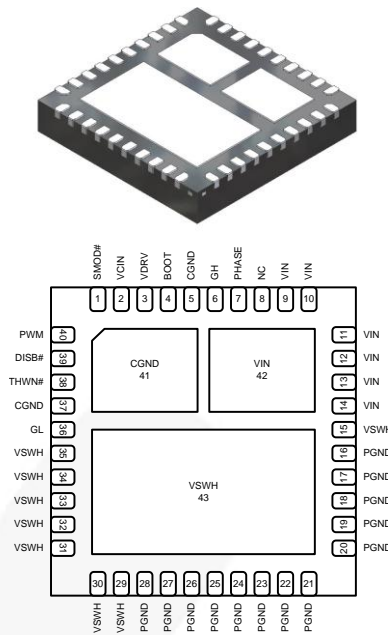 SMOD#
VCIN
VDRV
BOOT
CGND
GH
PHASE
NC
VIN
VIN
1 2 3 4 5 6 7 8 9 10
PWM 40
DISB# 39
THWN# 38
CGND 37
GL 36
VSWH 35
VSWH 34
VSWH 33
VSWH 32
VSWH 31
CGND
41
VIN
42
VSWH
43
11 VIN
12 VIN
13 VIN
14 VIN
15 VSWH
16 PGND
17 PGND
18 PGND
19 PGND
20 PGND
30 29 28 27 26 25 24 23 22 21
VSWH
VSWH
PGND
PGND
PGND
PGND
PGND
PGND
PGND
PGND